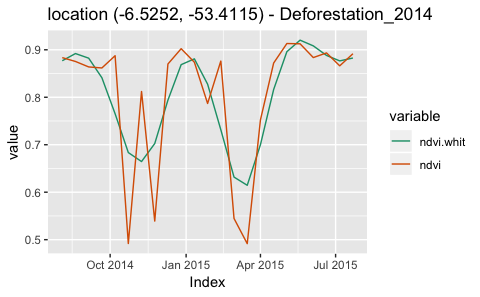 location (-6.5252, -53.4115) - Deforestation_2014
0.9
0.8
0.7
0.6
0.5
value
Oct 2014 Jan 2015 Apr 2015 Jul 2015
Index
variable
ndvi.whit
ndvi